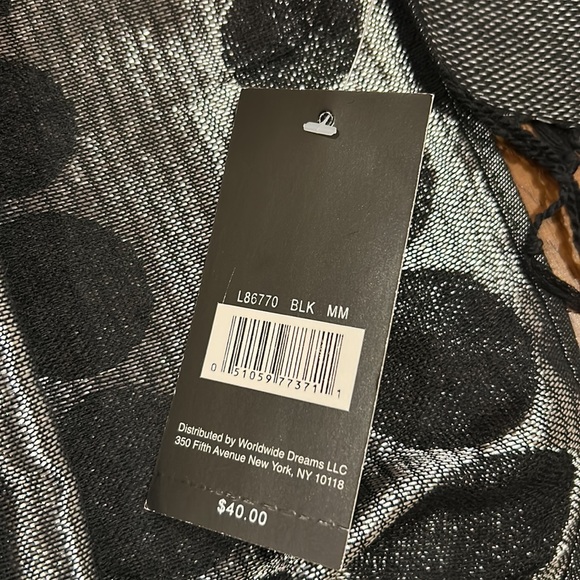 L86770 BLK MM
0 51059 77371 1
Distributed by Worldwide Dreams LLC
350 Fifth Avenue New York, NY 10118
$40.00